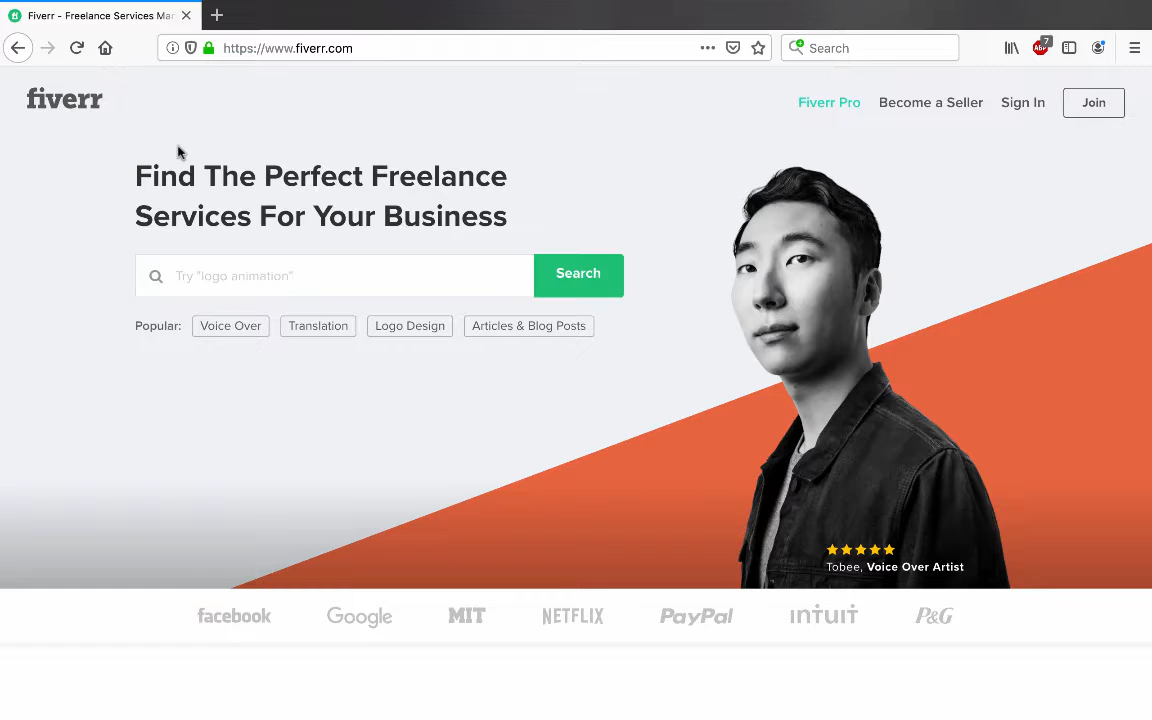 Fiverr - Freelance Services Mar
https://www.fiverr.com
Search
ABP
7
fiverr
Fiverr Pro
Become a Seller
Sign In
Join
Find The Perfect Freelance
Services For Your Business
Try "logo animation"
Search
Popular:
Voice Over
Translation
Logo Design
Articles & Blog Posts
Tobee, Voice Over Artist
facebook
Google
MIT
NETFLIX
PayPal
intuit
P&G